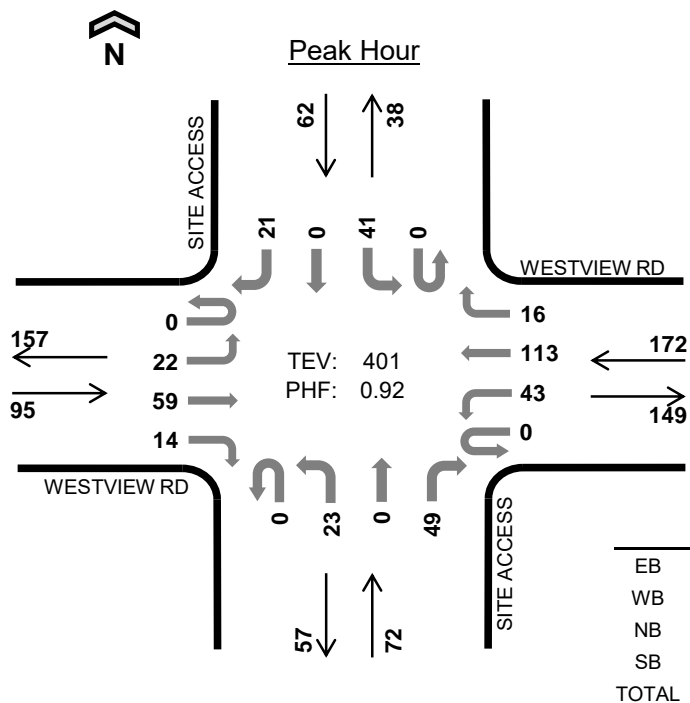 N
Peak Hour
62
38
SITE ACCESS
21
0
41
0
WESTVIEW RD
0
16
157
22
TEV: 401
113
172
95
59
PHF: 0.92
43
149
14
0
WESTVIEW RD
0
23
0
49
SITE ACCESS
57
72
EB
WB
NB
SB
TOTAL